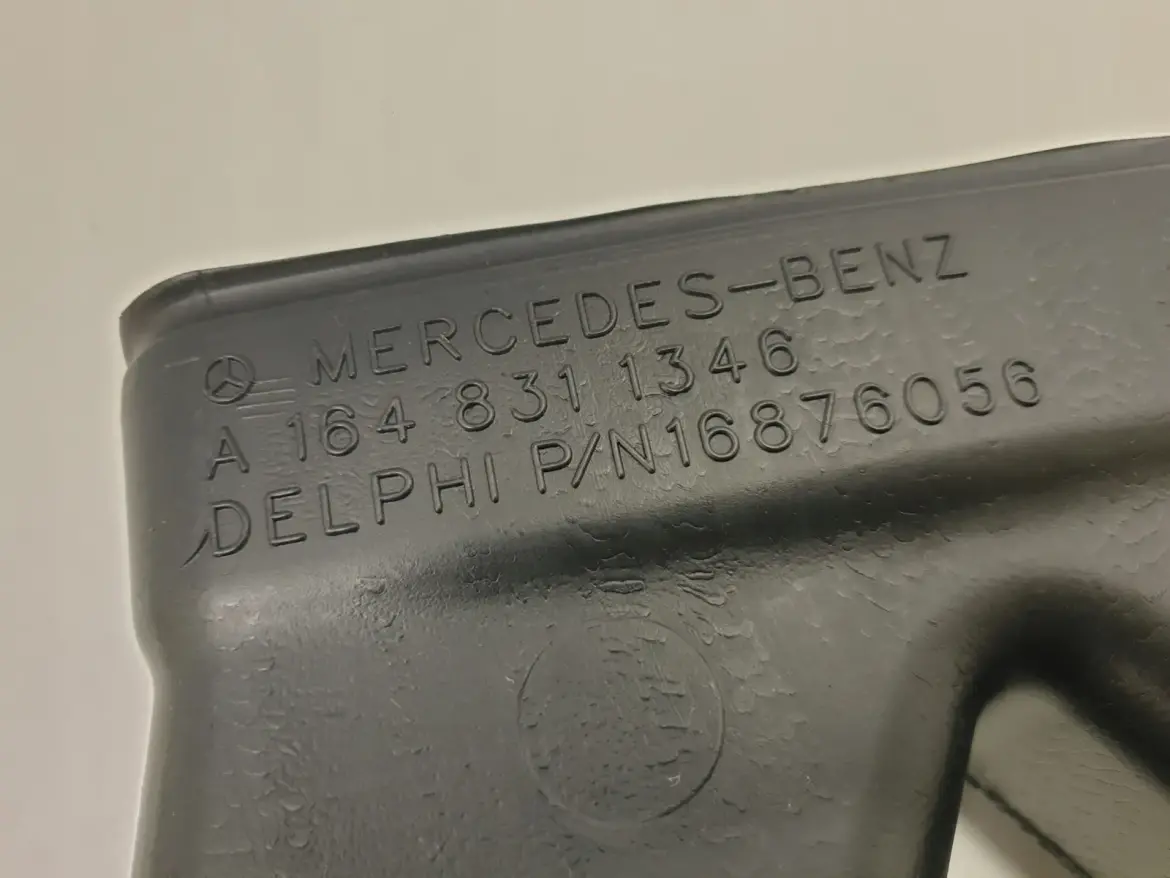 MERCEDES-BENZ
A 164 831 1346
DELPHI P/N16876056